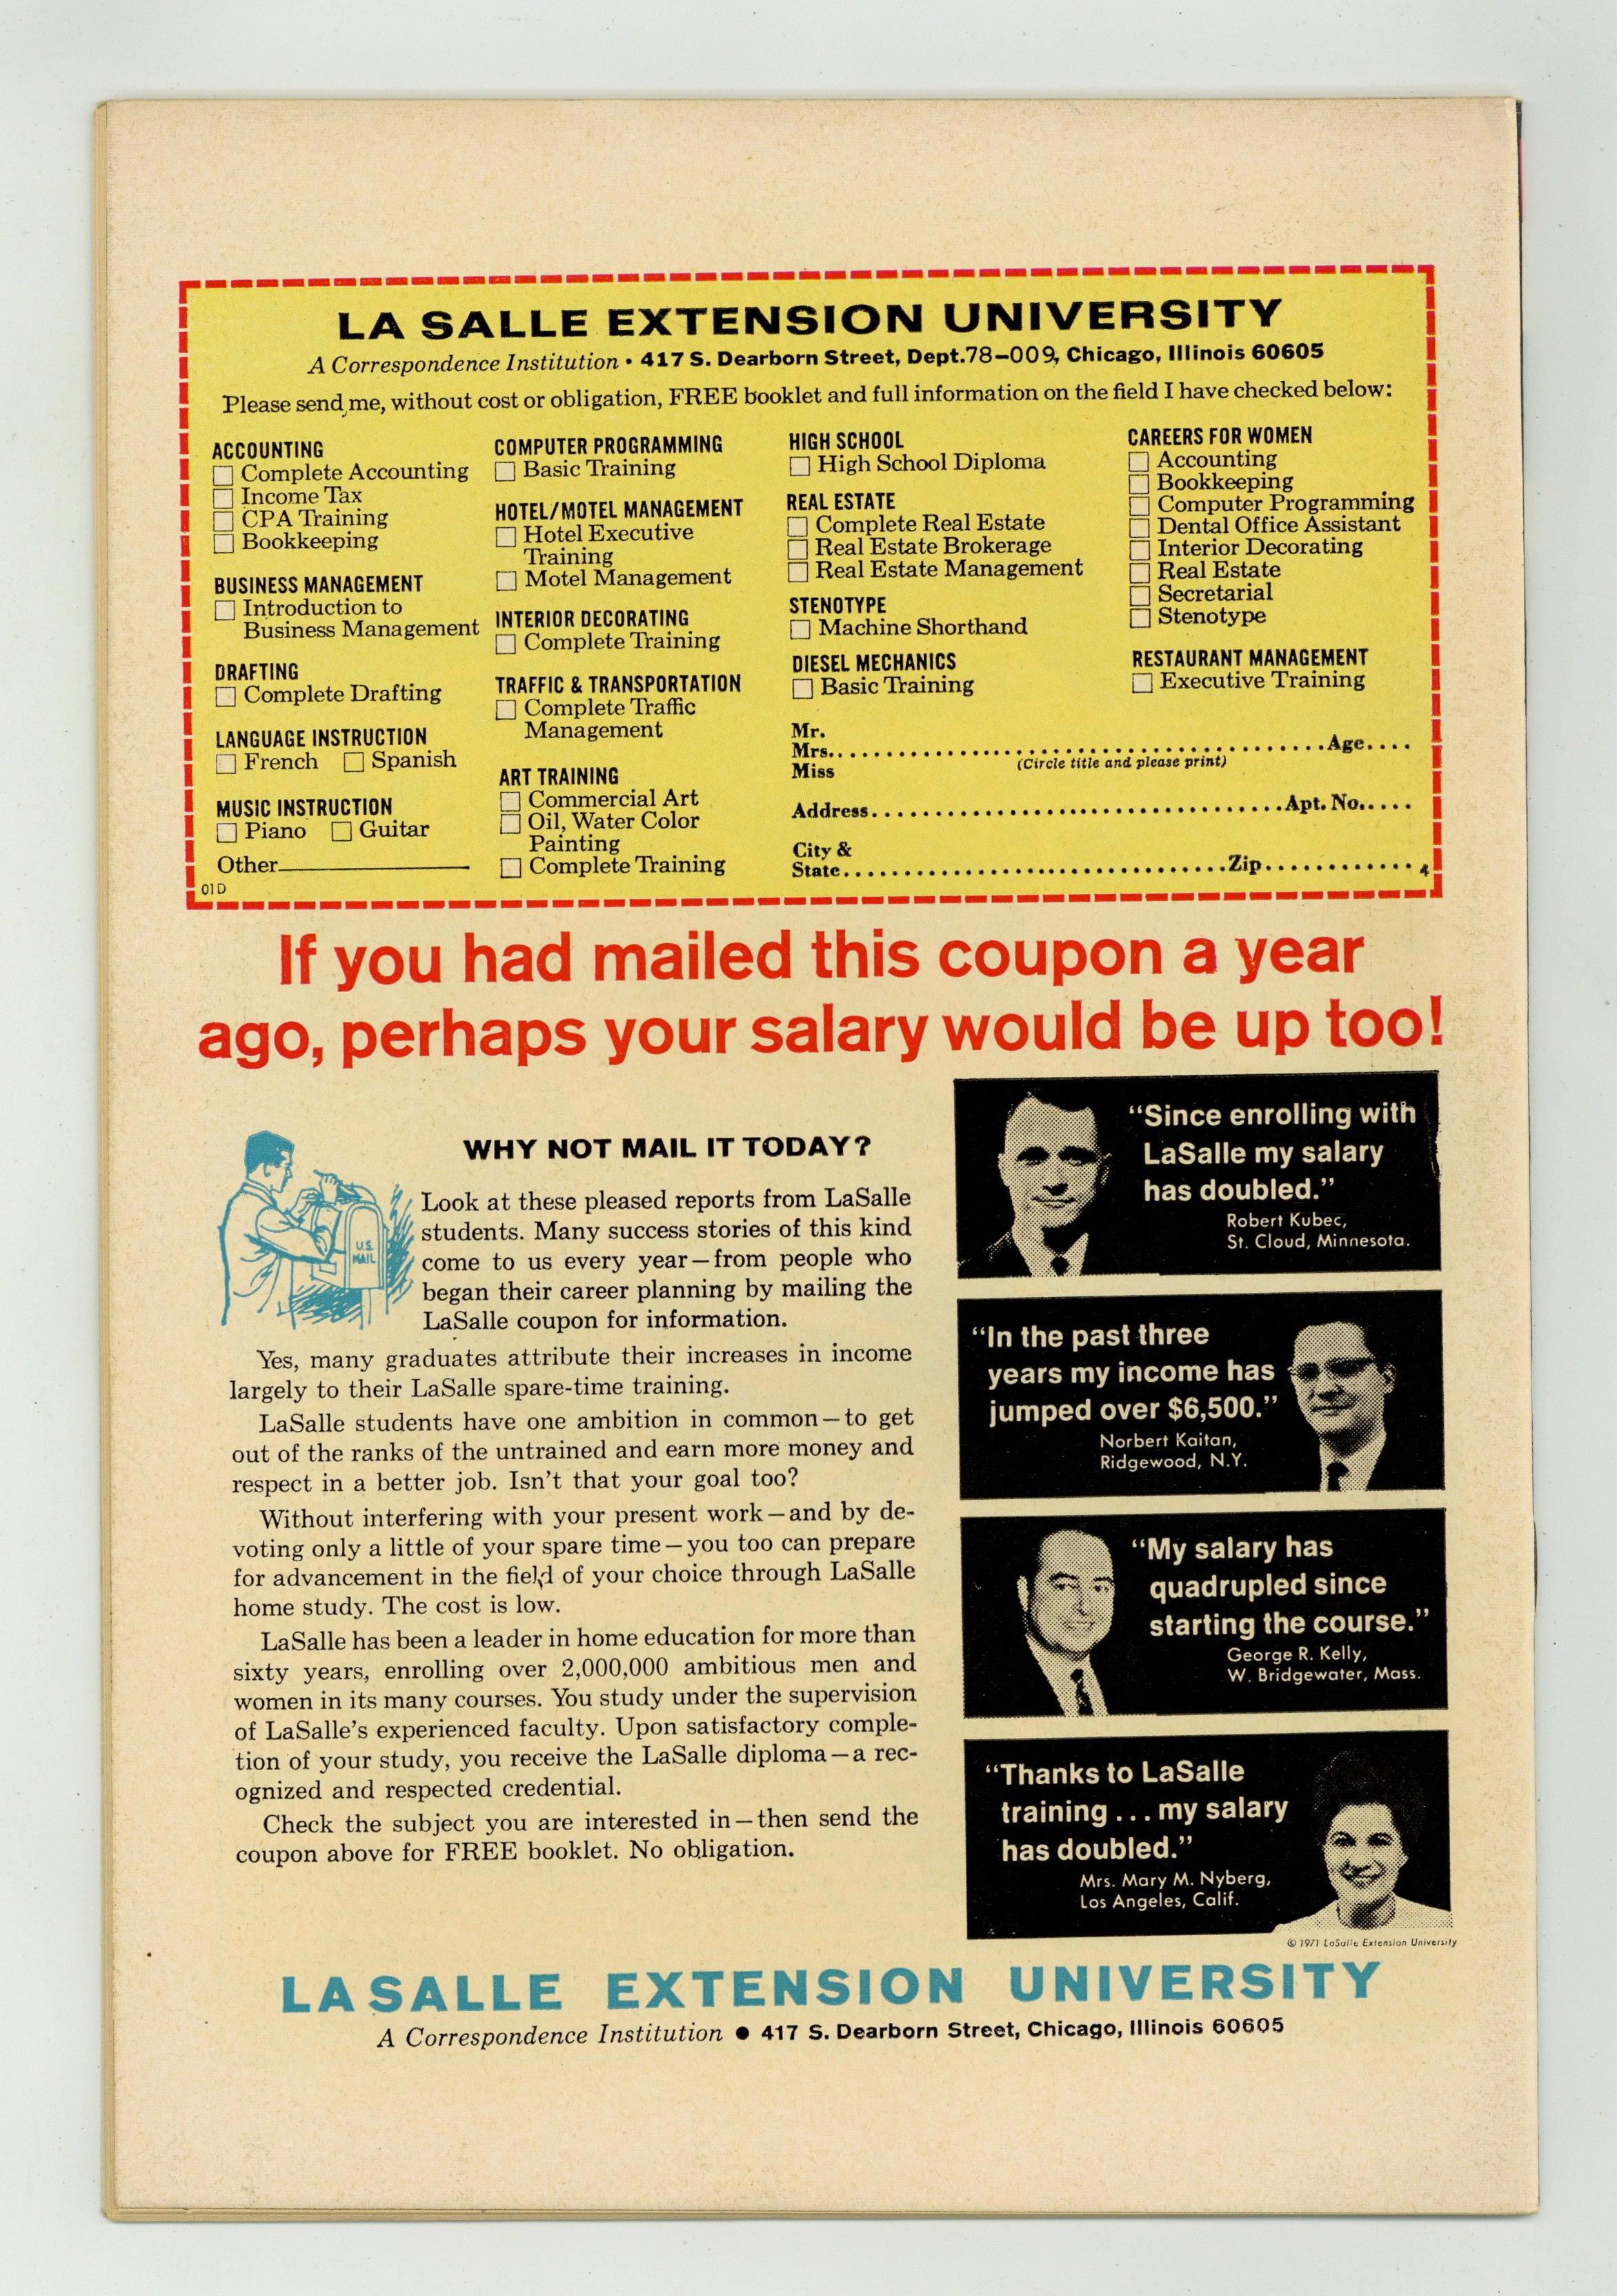 LA SALLE EXTENSION UNIVERSITY
A Correspondence Institution • 417 S. Dearborn Street, Dept.78-009, Chicago, Illinois 60605
Please send me, without cost or obligation, FREE booklet and full information on the field I have checked below:
ACCOUNTING
Complete Accounting
Income Tax
CPA Training
Bookkeeping
BUSINESS MANAGEMENT
Introduction to
Business Management
DRAFTING
Complete Drafting
LANGUAGE INSTRUCTION
French Spanish
MUSIC INSTRUCTION
Piano Guitar
Other
01D
COMPUTER PROGRAMMING
Basic Training
HOTEL/MOTEL MANAGEMENT
Hotel Executive
Training
Motel Management
INTERIOR DECORATING
Complete Training
TRAFFIC & TRANSPORTATION
Complete Traffic
Management
ART TRAINING
Commercial Art
Oil, Water Color
Painting
Complete Training
HIGH SCHOOL
High School Diploma
REAL ESTATE
Complete Real Estate
Real Estate Brokerage
Real Estate Management
STENOTYPE
Machine Shorthand
DIESEL MECHANICS
Basic Training
CAREERS FOR WOMEN
Accounting
Bookkeeping
Computer Programming
Dental Office Assistant
Interior Decorating
Real Estate
Secretarial
Stenotype
RESTAURANT MANAGEMENT
Executive Training
Mr.
Mrs. Age
(Circle title and please print)
Miss
Address Apt. No.
City &
State Zip 4
If you had mailed this coupon a year
ago, perhaps your salary would be up too!
WHY NOT MAIL IT TODAY?
U.S.
MAIL
Look at these pleased reports from LaSalle
students. Many success stories of this kind
come to us every year—from people who
began their career planning by mailing the
LaSalle coupon for information.
Yes, many graduates attribute their increases in income
largely to their LaSalle spare-time training.
LaSalle students have one ambition in common—to get
out of the ranks of the untrained and earn more money and
respect in a better job. Isn't that your goal too?
Without interfering with your present work—and by de-
voting only a little of your spare time—you too can prepare
for advancement in the field of your choice through LaSalle
home study. The cost is low.
LaSalle has been a leader in home education for more than
sixty years, enrolling over 2,000,000 ambitious men and
women in its many courses. You study under the supervision
of LaSalle's experienced faculty. Upon satisfactory comple-
tion of your study, you receive the LaSalle diploma—a rec-
ognized and respected credential.
Check the subject you are interested in—then send the
coupon above for FREE booklet. No obligation.
"Since enrolling with
LaSalle my salary
has doubled."
Robert Kubec,
St. Cloud, Minnesota.
"In the past three
years my income has
jumped over $6,500."
Norbert Kaitan,
Ridgewood, N.Y.
"My salary has
quadrupled since
starting the course."
George R. Kelly,
W. Bridgewater, Mass.
"Thanks to LaSalle
training . . . my salary
has doubled."
Mrs. Mary M. Nyberg,
Los Angeles, Calif.
© 1971 LaSalle Extension University
LA SALLE EXTENSION UNIVERSITY
A Correspondence Institution • 417 S. Dearborn Street, Chicago, Illinois 60605